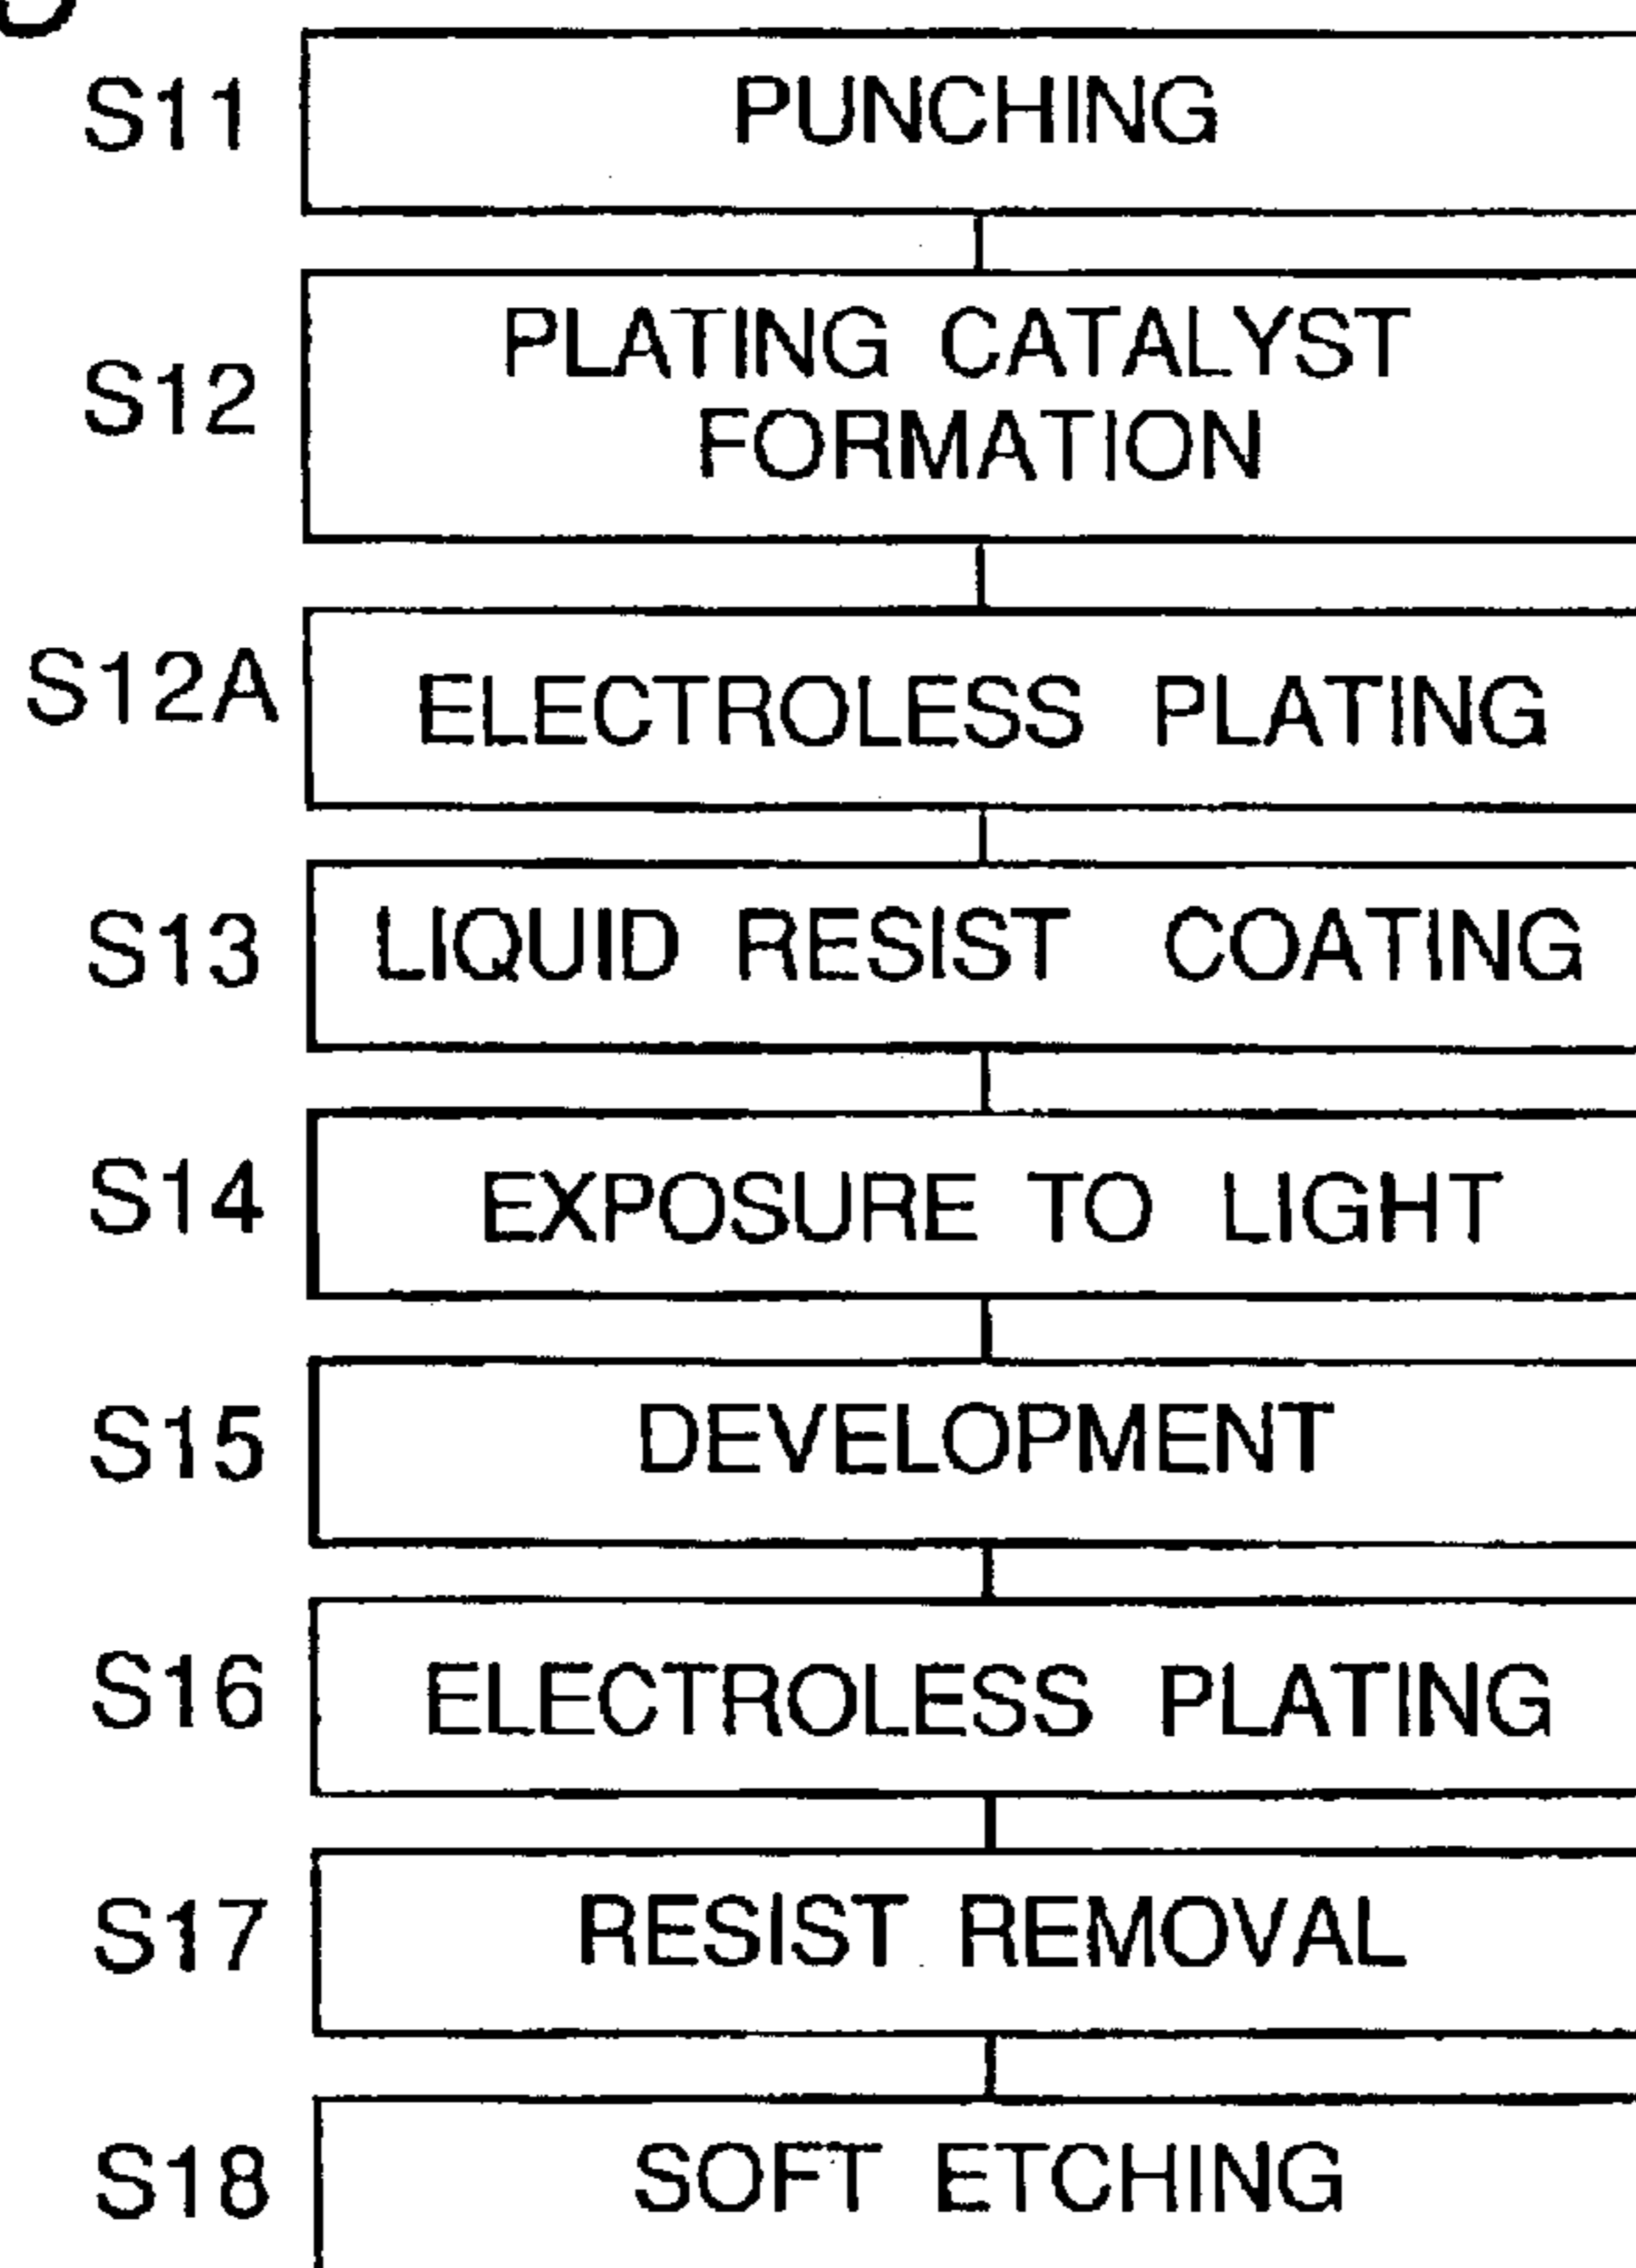 S11 PUNCHING
S12 PLATING CATALYST
FORMATION
S12A ELECTROLESS PLATING
S13 LIQUID RESIST COATING
S14 EXPOSURE TO LIGHT
S15 DEVELOPMENT
S16 ELECTROLESS PLATING
S17 RESIST REMOVAL
S18 SOFT ETCHING